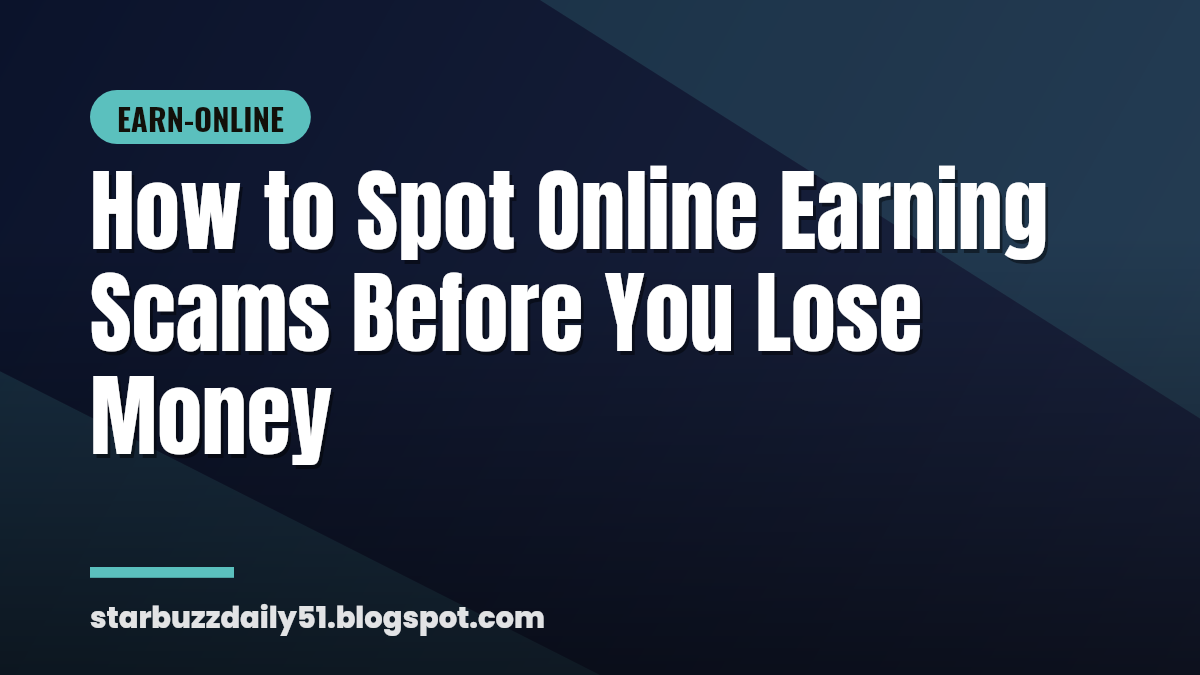 EARN-ONLINE
How to Spot Online Earning
Scams Before You Lose
Money
starbuzzdaily51.blogspot.com